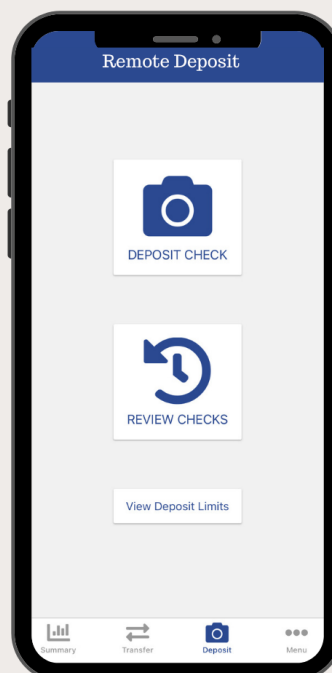 Remote Deposit
DEPOSIT CHECK
REVIEW CHECKS
View Deposit Limits
Summary Transfer Deposit Menu